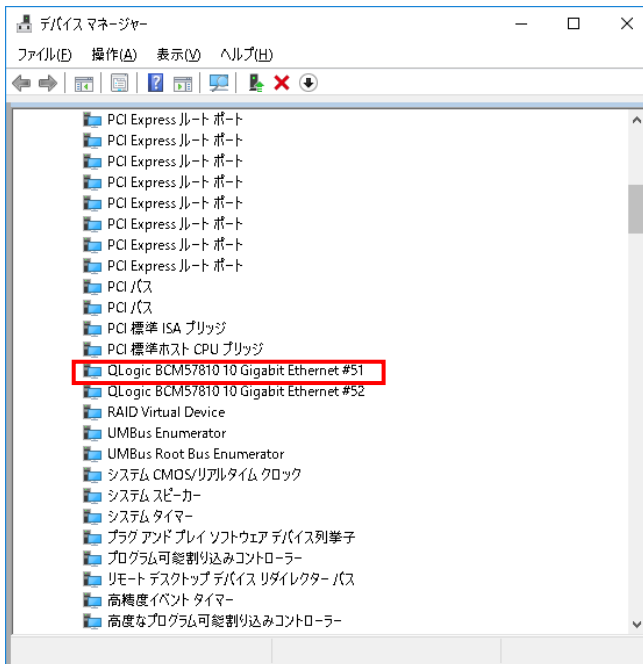 デバイス マネージャー
ファイル(F) 操作(A) 表示(V) ヘルプ(H)
PCI Express ルート ポート
PCI Express ルート ポート
PCI Express ルート ポート
PCI Express ルート ポート
PCI Express ルート ポート
PCI Express ルート ポート
PCI Express ルート ポート
PCI Express ルート ポート
PCI バス
PCI バス
PCI 標準 ISA ブリッジ
PCI 標準ホスト CPU ブリッジ
QLogic BCM57810 10 Gigabit Ethernet #51
QLogic BCM57810 10 Gigabit Ethernet #52
RAID Virtual Device
UMBus Enumerator
UMBus Root Bus Enumerator
システム CMOS/リアルタイム クロック
システム スピーカー
システム タイマー
プラグ アンド プレイ ソフトウェア デバイス列挙子
プログラム可能割り込みコントローラー
リモート デスクトップ デバイス リダイレクター バス
高精度イベント タイマー
高度なプログラム可能割り込みコントローラー